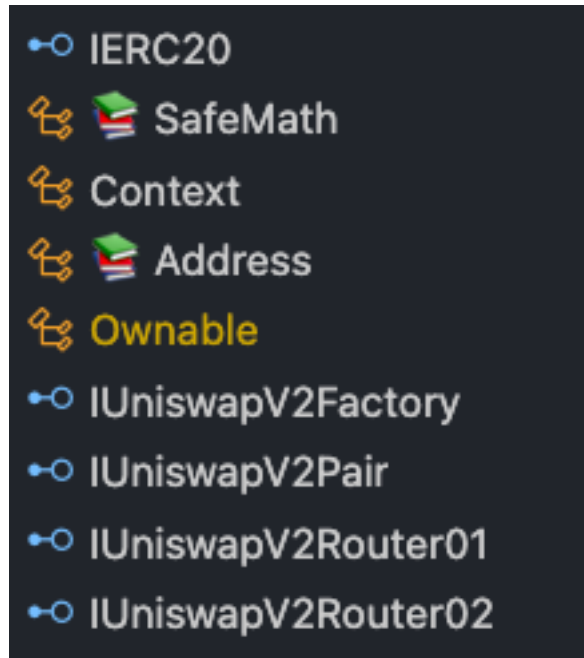 IERC20
SafeMath
Context
Address
Ownable
IUniswapV2Factory
IUniswapV2Pair
IUniswapV2Router01
IUniswapV2Router02